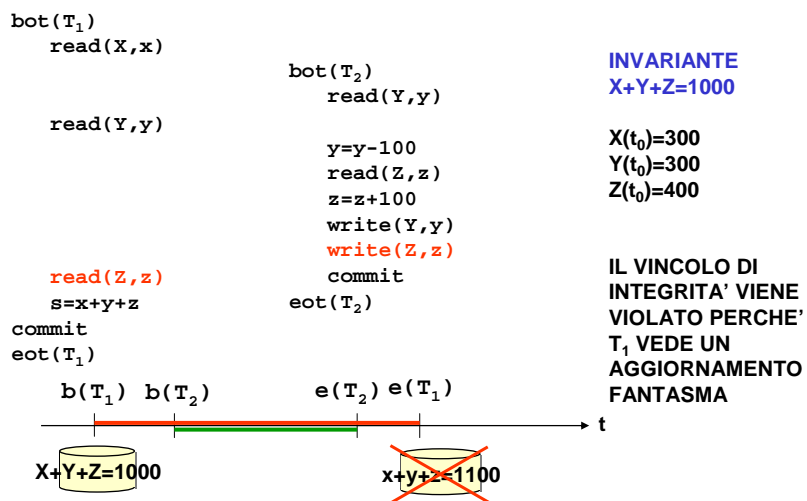 bot(T1)
read(X,x)
bot(T2)
read(Y,y)
read(Y,y)
y=y-100
read(Z,z)
z=z+100
write(Y,y)
write(Z,z)
read(Z,z)
commit
s=x+y+z
eot(T2)
commit
eot(T1)
INVARIANTE
X+Y+Z=1000
X(t0)=300
Y(t0)=300
Z(t0)=400
IL VINCOLO DI
INTEGRITA’ VIENE
VIOLATO PERCHE’
T1 VEDE UN
AGGIORNAMENTO
FANTASMA
b(T1) b(T2) e(T2) e(T1)
t
X+Y+Z=1000
x+y+z=1100